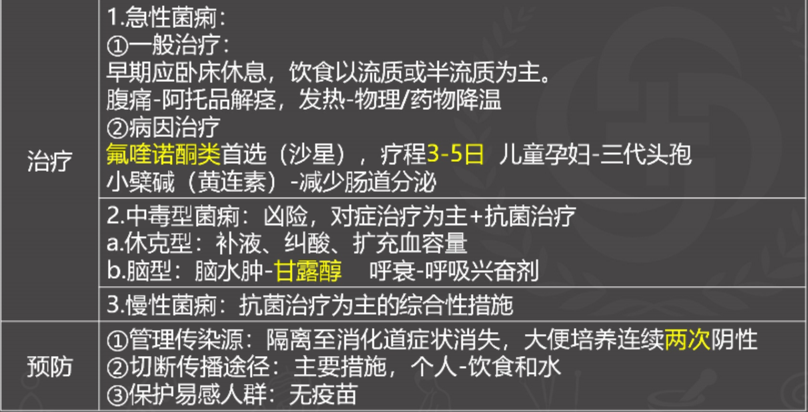 治疗
1.急性菌痢：
①一般治疗：
早期应卧床休息，饮食以流质或半流质为主。
腹痛-阿托品解痉，发热-物理/药物降温
②病因治疗
氟喹诺酮类首选（沙星），疗程3-5日 儿童孕妇-三代头孢
小檗碱（黄连素）-减少肠道分泌
2.中毒型菌痢：凶险，对症治疗为主+抗菌治疗
a.休克型：补液、纠酸、扩充血容量
b.脑型：脑水肿-甘露醇 呼衰-呼吸兴奋剂
3.慢性菌痢：抗菌治疗为主的综合性措施
预防
①管理传染源：隔离至消化道症状消失，大便培养连续两次阴性
②切断传播途径：主要措施，个人-饮食和水
③保护易感人群：无疫苗